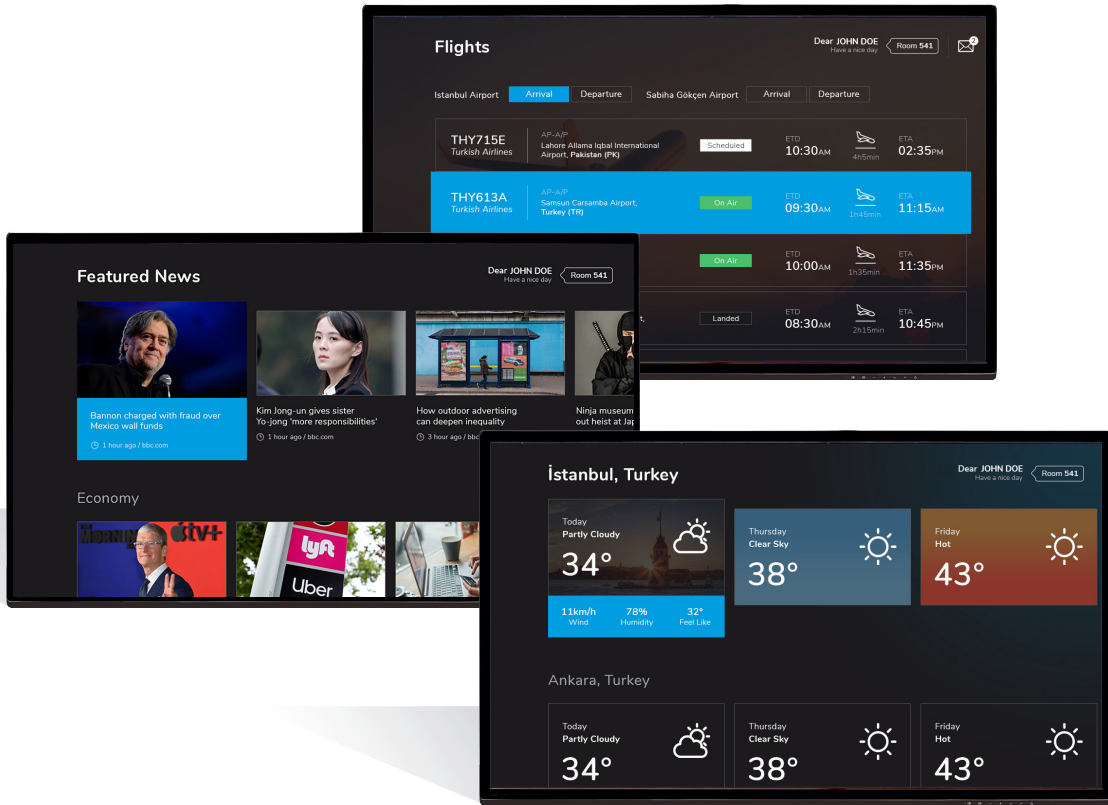 Flights
Dear JOHN DOE
Have a nice day
Room 541
2
Istanbul Airport
Arrival
Departure
Sabiha Gökçen Airport
Arrival
Departure
THY715E
Turkish Airlines
AP-A/P
Lahore Allama Iqbal International
Airport, Pakistan (PK)
Scheduled
ETD
10:30AM
4h5min
ETA
02:35PM
THY613A
Turkish Airlines
AP-A/P
Samsun Carsamba Airport,
Turkey (TR)
On Air
ETD
09:30AM
1h45min
ETA
11:15AM
On Air
ETD
10:00AM
1h35min
ETA
11:35PM
t,
Landed
ETD
08:30AM
2h15min
ETA
10:45PM
Featured News
Dear JOHN DOE
Have a nice day
Room 541
Bannon charged with fraud over
Mexico wall funds
1 hour ago / bbc.com
Kim Jong-un gives sister
Yo-jong 'more responsibilities'
1 hour ago / bbc.com
How outdoor advertising
can deepen inequality
3 hour ago / bbc
Ninja museum
out heist at Jap
Economy
MORNIN
tv+
lyft
Uber
İstanbul, Turkey
Dear JOHN DOE
Have a nice day
Room 541
Today
Partly Cloudy
34°
11km/h
Wind
78%
Humidity
32°
Feel Like
Thursday
Clear Sky
38°
Friday
Hot
43°
Ankara, Turkey
Today
Partly Cloudy
34°
Thursday
Clear Sky
38°
Friday
Hot
43°